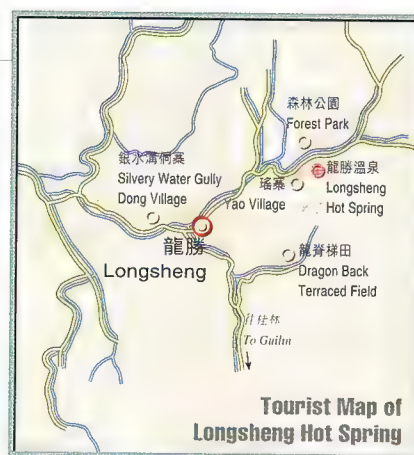 森林公園
Forest Park
銀水溝侗寨
Silvery Water Gully
Dong Village
瑤寨
Yao Village
龍勝溫泉
Longsheng
Hot Spring
龍勝
Longsheng
龍脊梯田
Dragon Back
Terraced Field
往桂林
To Guilin
Tourist Map of
Longsheng Hot Spring